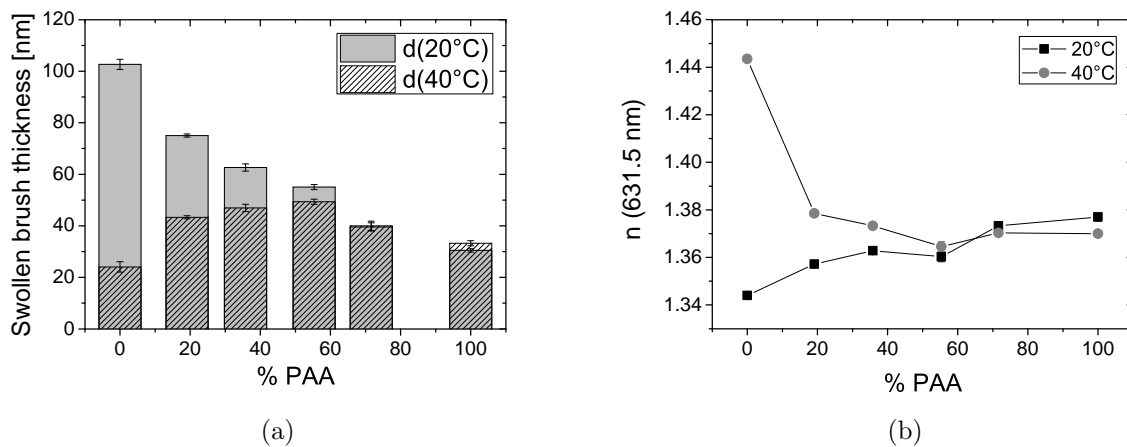 120
100
80
60
40
20
0
Swollen brush thickness [nm]
d(20°C)
d(40°C)
0 20 40 60 80 100
% PAA
(a)
1.46
1.44
1.42
1.40
1.38
1.36
1.34
n (631.5 nm)
20°C
40°C
0 20 40 60 80 100
% PAA
(b)